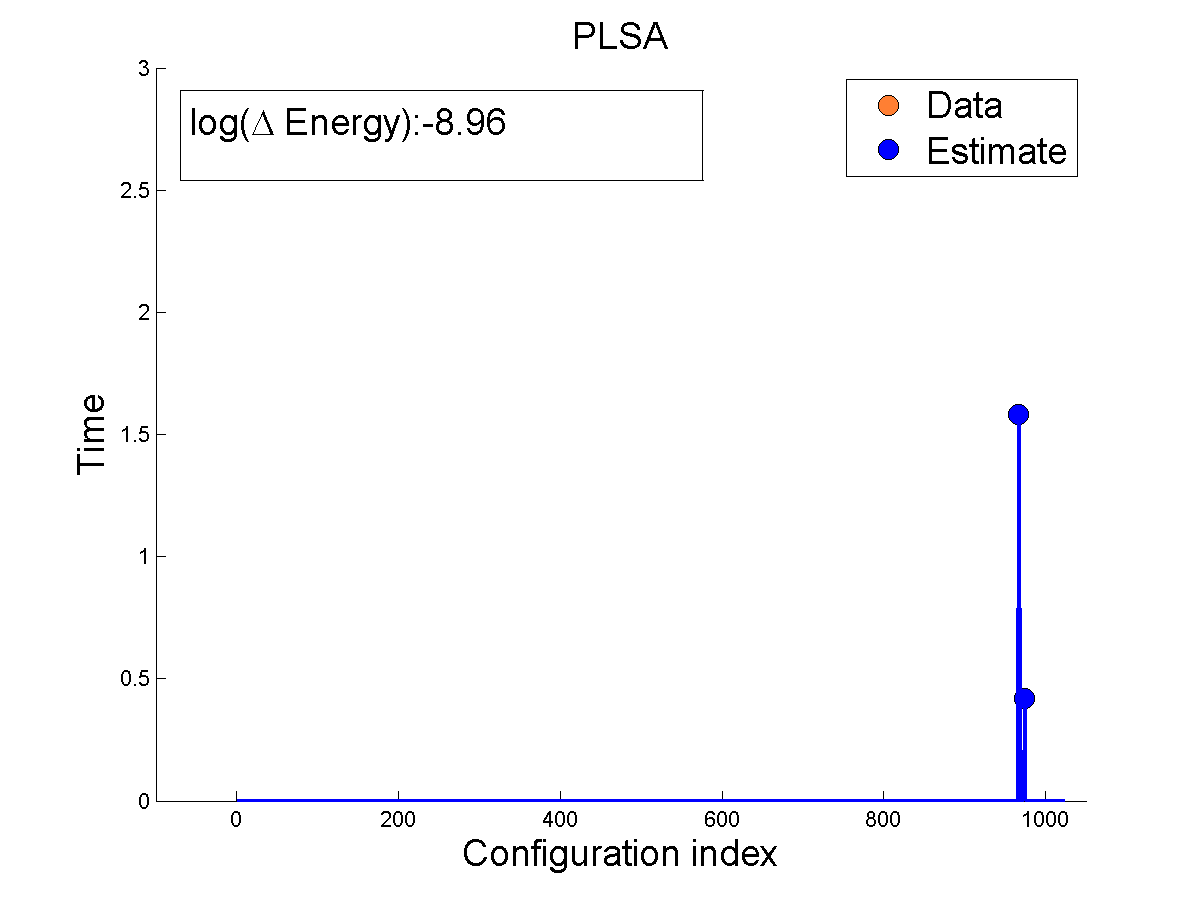 PLSA
log(Δ Energy):-8.96
Data
Estimate
3
2.5
2
1.5
1
0.5
0
Time
0 200 400 600 800 1000
Configuration index